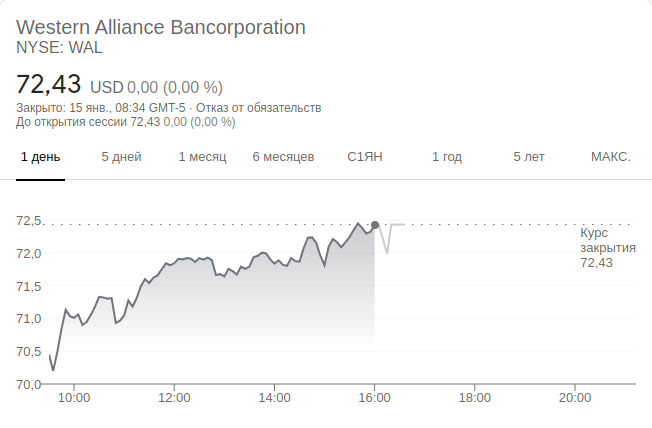 Western Alliance Bancorporation
NYSE: WAL
72,43 USD 0,00 (0,00 %)
Закрыто: 15 янв., 08:34 GMT-5 · Отказ от обязательств
До открытия сессии 72,43 0,00 (0,00 %)
1 день 5 дней 1 месяц 6 месяцев С1ЯН 1 год 5 лет МАКС.
72,5
Курс
закрытия
72,43
72,0
71,5
71,0
70,5
70,0
10:00 12:00 14:00 16:00 18:00 20:00